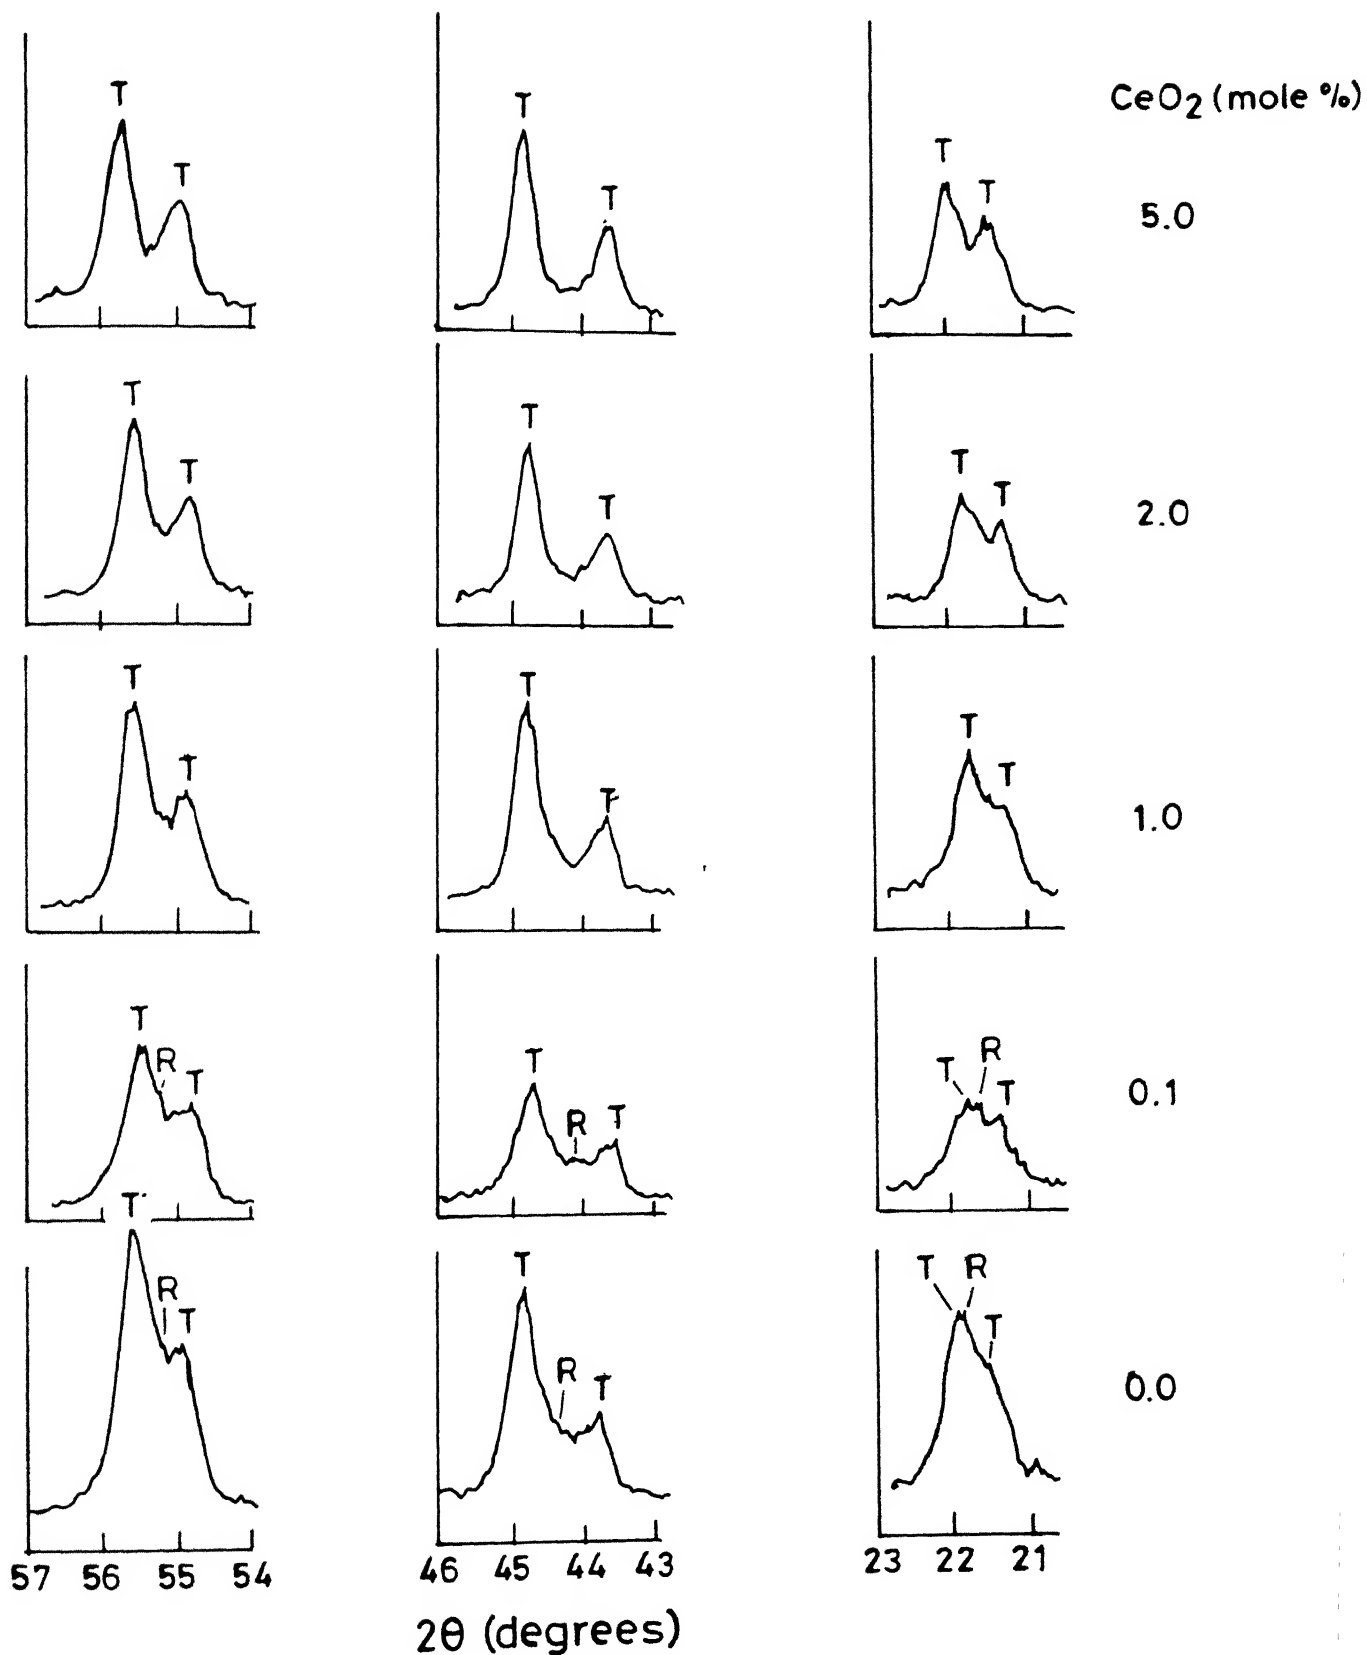 CeO2 (mole %)
T T T T T T 5.0
T T T T T T 2.0
T T T T T T 1.0
T R T T R T T R T 0.1
T R T T R T T R T 0.0
57 56 55 54 46 45 44 43 23 22 21
2θ (degrees)